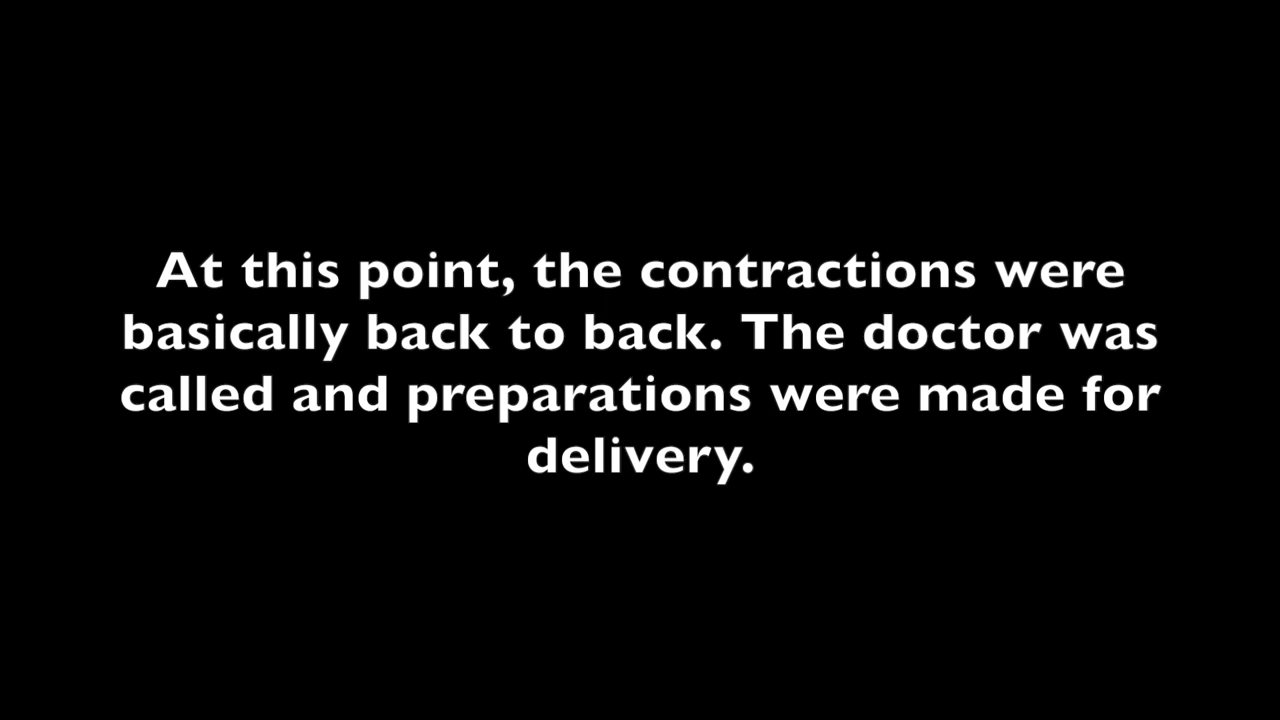 At this point, the contractions were
basically back to back. The doctor was
called and preparations were made for
delivery.